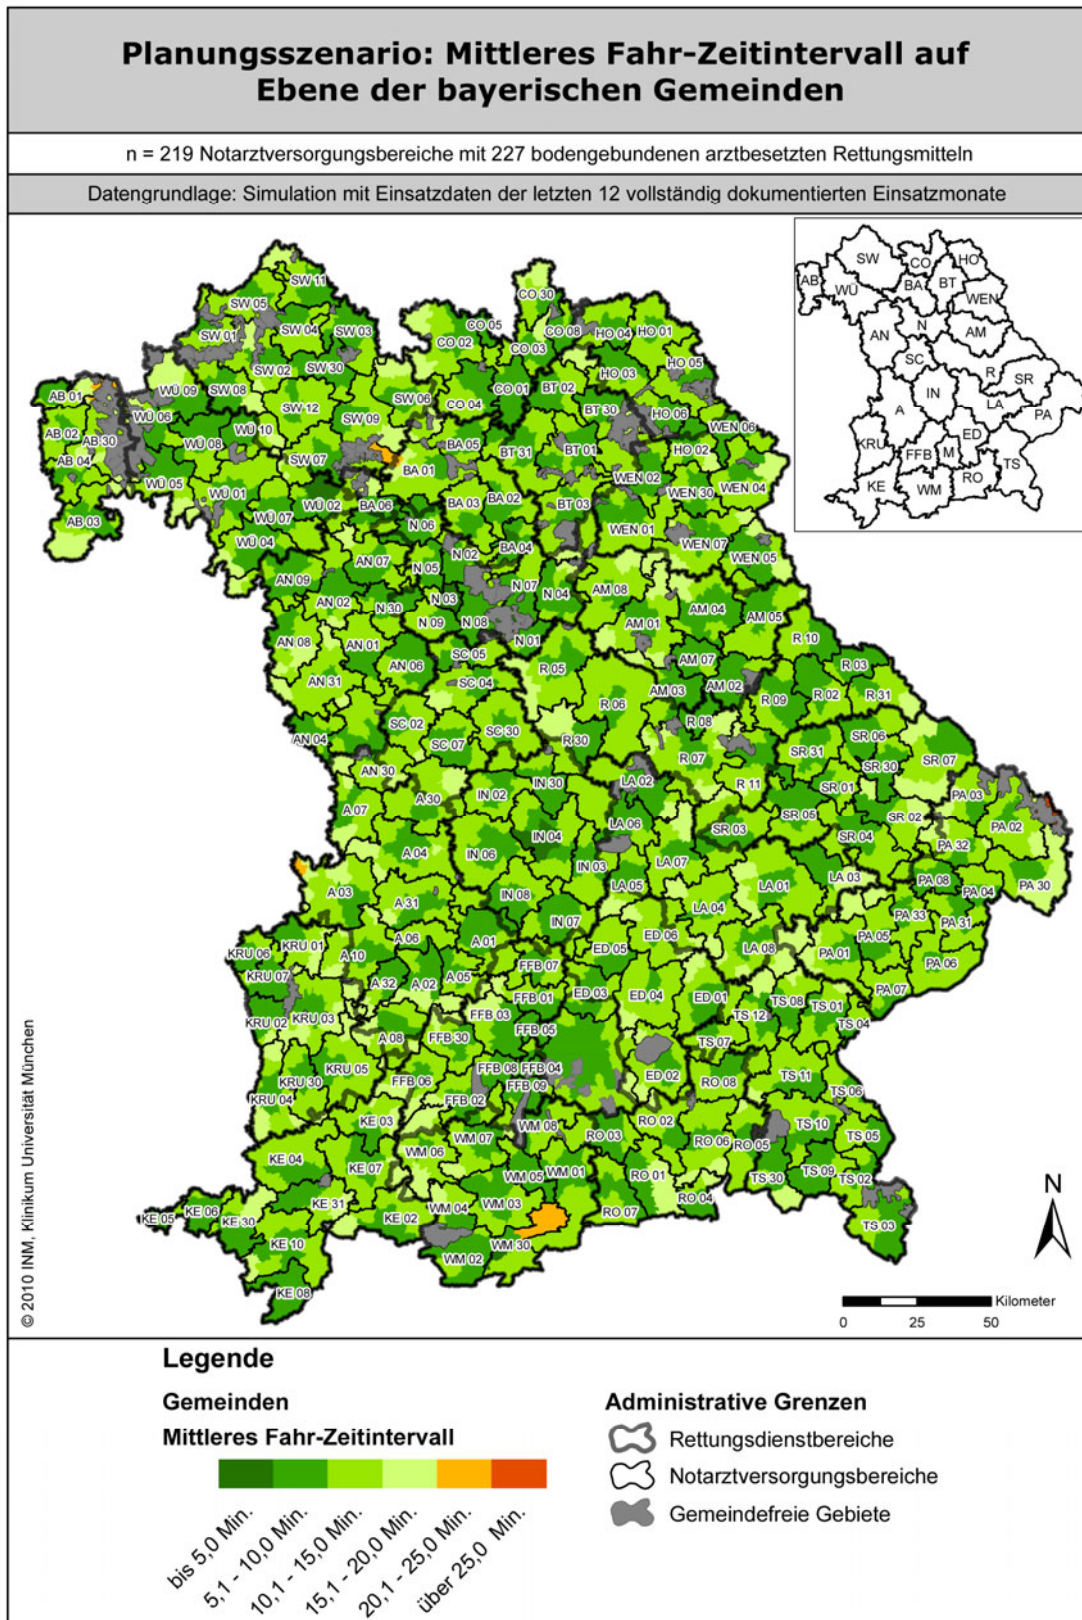 Planungsszenario: Mittleres Fahr-Zeitintervall auf
Ebene der bayerischen Gemeinden
n = 219 Notarztversorgungsbereiche mit 227 bodengebundenen arztbesetzten Rettungsmitteln
Datengrundlage: Simulation mit Einsatzdaten der letzten 12 vollständig dokumentierten Einsatzmonate
SW
CO
HO
AB
WÜ
BA
BT
WEN
AN
N
AM
SC
R
SR
IN
A
LA
PA
ED
KRU
FFB
M
TS
KE
WM
RO
SW 11
SW 05
CO 30
SW 01
SW 04
SW 03
CO 05
CO 02
CO 08
HO 04
HO 01
CO 03
SW 02
SW 30
HO 03
HO 05
AB 01
WÜ 09
SW 08
SW 06
CO 01
BT 02
WÜ 06
SW 12
CO 04
BT 30
HO 06
SW 09
AB 02
AB 30
WÜ 10
WEN 06
WÜ 08
BA 05
BT 31
BT 01
HO 02
AB 04
SW 07
BA 01
WÜ 05
WÜ 01
WEN 02
WEN 04
WEN 30
WÜ 02
BA 06
BA 03
BA 02
BT 03
AB 03
WÜ 07
N 06
WEN 01
WÜ 04
N 02
BA 04
WEN 07
WEN 05
AN 07
N 05
AN 09
N 07
N 04
AM 08
AN 02
N 30
N 03
AM 04
N 09
N 08
AM 01
AM 05
AN 08
AN 01
N 01
R 10
SC 05
AN 06
R 05
AM 07
R 03
AN 31
SC 04
AM 03
AM 02
R 09
R 02
R 31
R 06
SC 02
SC 30
R 08
AN 04
SC 07
R 30
SR 06
SR 31
R 07
SR 30
SR 07
AN 30
LA 02
R 11
IN 30
SR 01
A 07
A 30
IN 02
PA 03
LA 06
SR 05
SR 02
SR 03
PA 02
IN 04
SR 04
PA 32
A 04
IN 06
IN 03
LA 07
LA 05
LA 03
PA 08
A 03
LA 01
PA 30
PA 04
A 31
IN 08
LA 04
PA 33
IN 07
PA 31
KRU 06
KRU 01
A 06
A 01
ED 05
ED 06
LA 08
PA 05
PA 01
A 10
PA 06
KRU 07
FFB 07
A 32
A 02
A 05
ED 03
ED 04
ED 01
PA 07
FFB 01
TS 08
KRU 02
KRU 03
FFB 03
TS 12
TS 01
TS 04
A 08
FFB 30
FFB 05
TS 07
KRU 05
FFB 08
FFB 04
KRU 30
FFB 06
FFB 09
ED 02
RO 08
TS 11
KRU 04
FFB 02
TS 06
KE 03
RO 02
WM 08
TS 10
WM 07
RO 03
RO 06
RO 05
TS 05
WM 06
KE 04
KE 07
WM 05
WM 01
RO 01
TS 30
TS 09
TS 02
KE 06
KE 31
WM 04
WM 03
RO 04
KE 05
KE 30
KE 02
RO 07
TS 03
KE 10
WM 30
WM 02
KE 08
N
Kilometer
0 25 50
© 2010 INM, Klinikum Universität München
Legende
Gemeinden
Mittleres Fahr-Zeitintervall
bis 5,0 Min.
5,1 - 10,0 Min.
10,1 - 15,0 Min.
15,1 - 20,0 Min.
20,1 - 25,0 Min.
über 25,0 Min.
Administrative Grenzen
Rettungsdienstbereiche
Notarztversorgungsbereiche
Gemeindefreie Gebiete